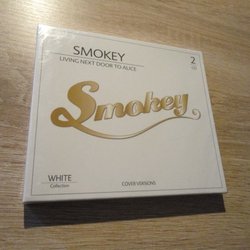 SMOKEY
LIVING NEXT DOOR TO ALICE
2
CD
Smokey
WHITE
Collection
COVER VERSIONS